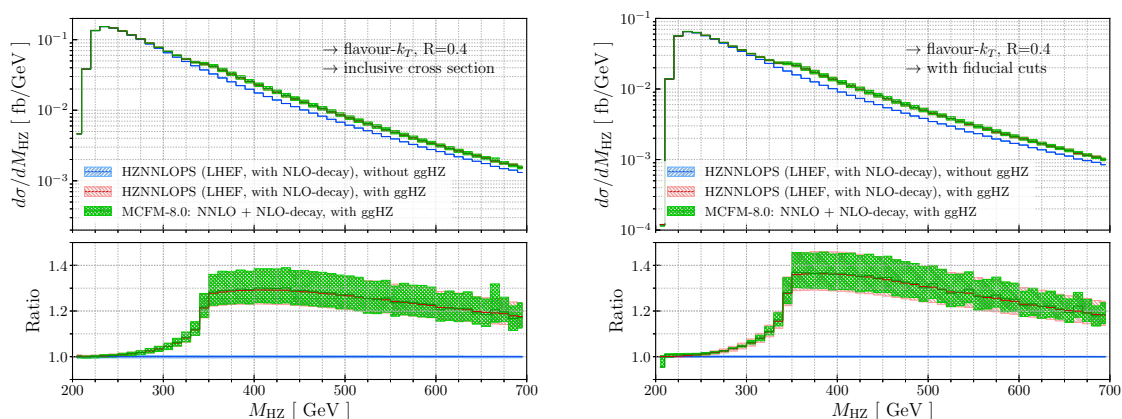 10⁻¹
10⁻²
10⁻³
dσ/dM_HZ [ fb/GeV ]
→ flavour-k_T, R=0.4
→ inclusive cross section
HZNNLOPS (LHEF, with NLO-decay), without ggHZ
HZNNLOPS (LHEF, with NLO-decay), with ggHZ
MCFM-8.0: NNLO + NLO-decay, with ggHZ
1.4
1.2
1.0
Ratio
200 300 400 500 600 700
M_HZ [ GeV ]
10⁻¹
10⁻²
10⁻³
10⁻⁴
dσ/dM_HZ [ fb/GeV ]
→ flavour-k_T, R=0.4
→ with fiducial cuts
HZNNLOPS (LHEF, with NLO-decay), without ggHZ
HZNNLOPS (LHEF, with NLO-decay), with ggHZ
MCFM-8.0: NNLO + NLO-decay, with ggHZ
1.4
1.2
1.0
Ratio
200 300 400 500 600 700
M_HZ [ GeV ]